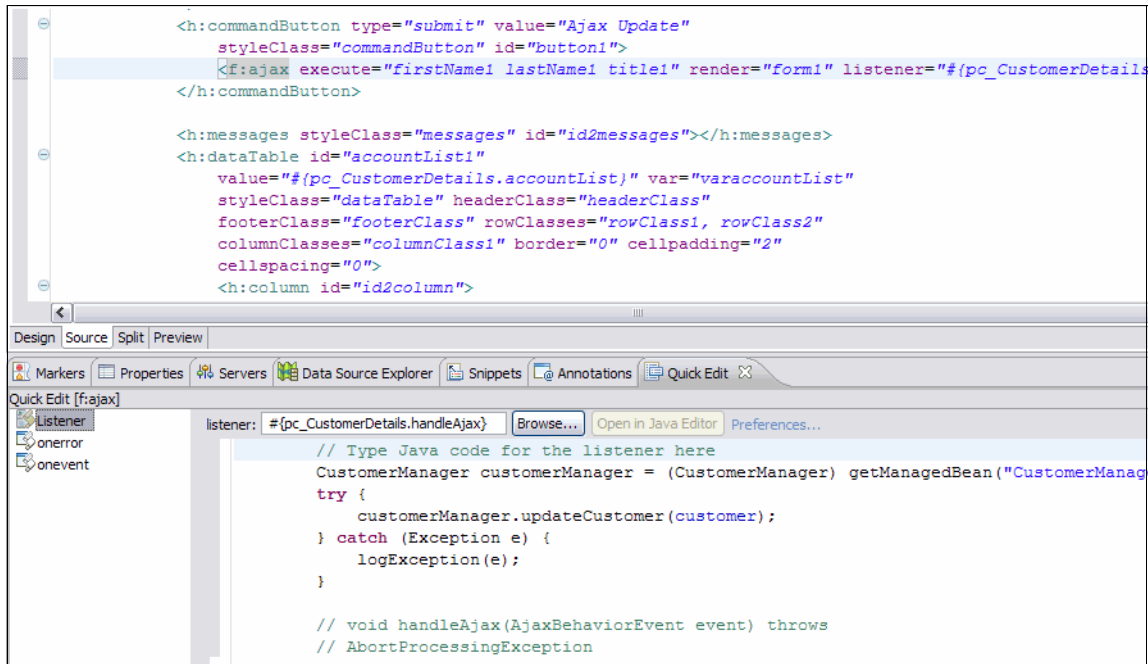 <h:commandButton type="submit" value="Ajax Update"
styleClass="commandButton" id="button1">
<f:ajax execute="firstName1 lastName1 title1" render="form1" listener="#{pc_CustomerDetails
</h:commandButton>
<h:messages styleClass="messages" id="id2messages"></h:messages>
<h:dataTable id="accountList1"
value="#{pc_CustomerDetails.accountList}" var="varaccountList"
styleClass="dataTable" headerClass="headerClass"
footerClass="footerClass" rowClasses="rowClass1, rowClass2"
columnClasses="columnClass1" border="0" cellpadding="2"
cellspacing="0">
<h:column id="id2column">
Design Source Split Preview
Markers Properties Servers Data Source Explorer Snippets Annotations Quick Edit
Quick Edit [f:ajax]
Listener
onerror
onevent
listener: #{pc_CustomerDetails.handleAjax} Browse... Open in Java Editor Preferences...
// Type Java code for the listener here
CustomerManager customerManager = (CustomerManager) getManagedBean("CustomerManag
try {
customerManager.updateCustomer(customer);
} catch (Exception e) {
logException(e);
}
// void handleAjax(AjaxBehaviorEvent event) throws
// AbortProcessingException